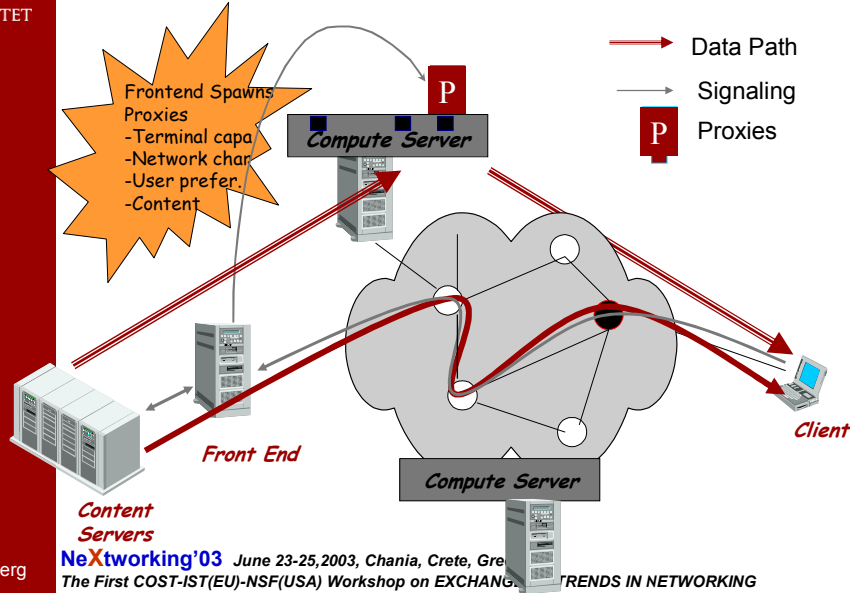 TET
Data Path
Signaling
P
Proxies
P
Frontend Spawns
Proxies
-Terminal capa
-Network char
-User prefer.
-Content
Compute Server
Front End
Client
Compute Server
Content
Servers
erg
NeXtworking'03 June 23-25,2003, Chania, Crete, Gre
The First COST-IST(EU)-NSF(USA) Workshop on EXCHANG TRENDS IN NETWORKING